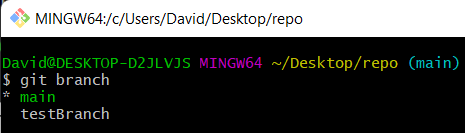 MINGW64:/c/Users/David/Desktop/repo
David@DESKTOP-D2JLVJS MINGW64 ~/Desktop/repo (main)
$ git branch
* main
  testBranch